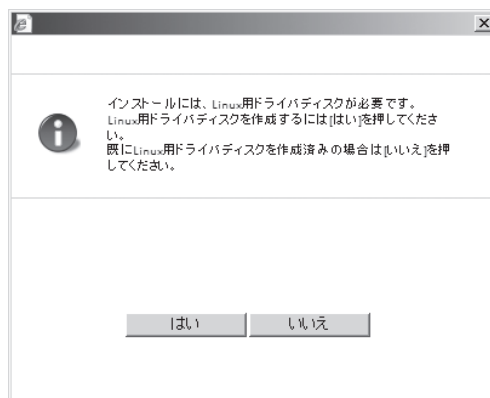 インストールには、Linux用ドライバディスクが必要です。
Linux用ドライバディスクを作成するには[はい]を押してくださ
い。
既にLinux用ドライバディスクを作成済みの場合は[いいえ]を押
してください。
はい
いいえ